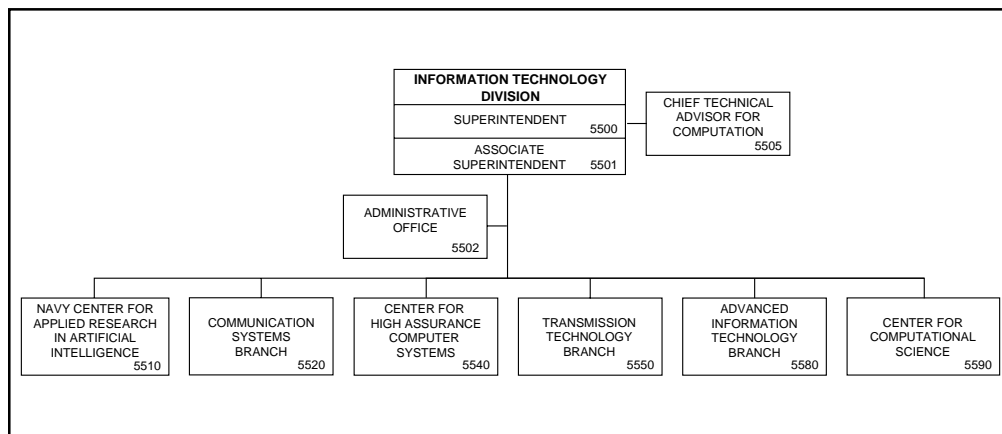 INFORMATION TECHNOLOGY
DIVISION
SUPERINTENDENT
5500
ASSOCIATE
SUPERINTENDENT
5501
CHIEF TECHNICAL
ADVISOR FOR
COMPUTATION
5505
ADMINISTRATIVE
OFFICE
5502
NAVY CENTER FOR
APPLIED RESEARCH
IN ARTIFICIAL
INTELLIGENCE
5510
COMMUNICATION
SYSTEMS
BRANCH
5520
CENTER FOR
HIGH ASSURANCE
COMPUTER
SYSTEMS
5540
TRANSMISSION
TECHNOLOGY
BRANCH
5550
ADVANCED
INFORMATION
TECHNOLOGY
BRANCH
5580
CENTER FOR
COMPUTATIONAL
SCIENCE
5590